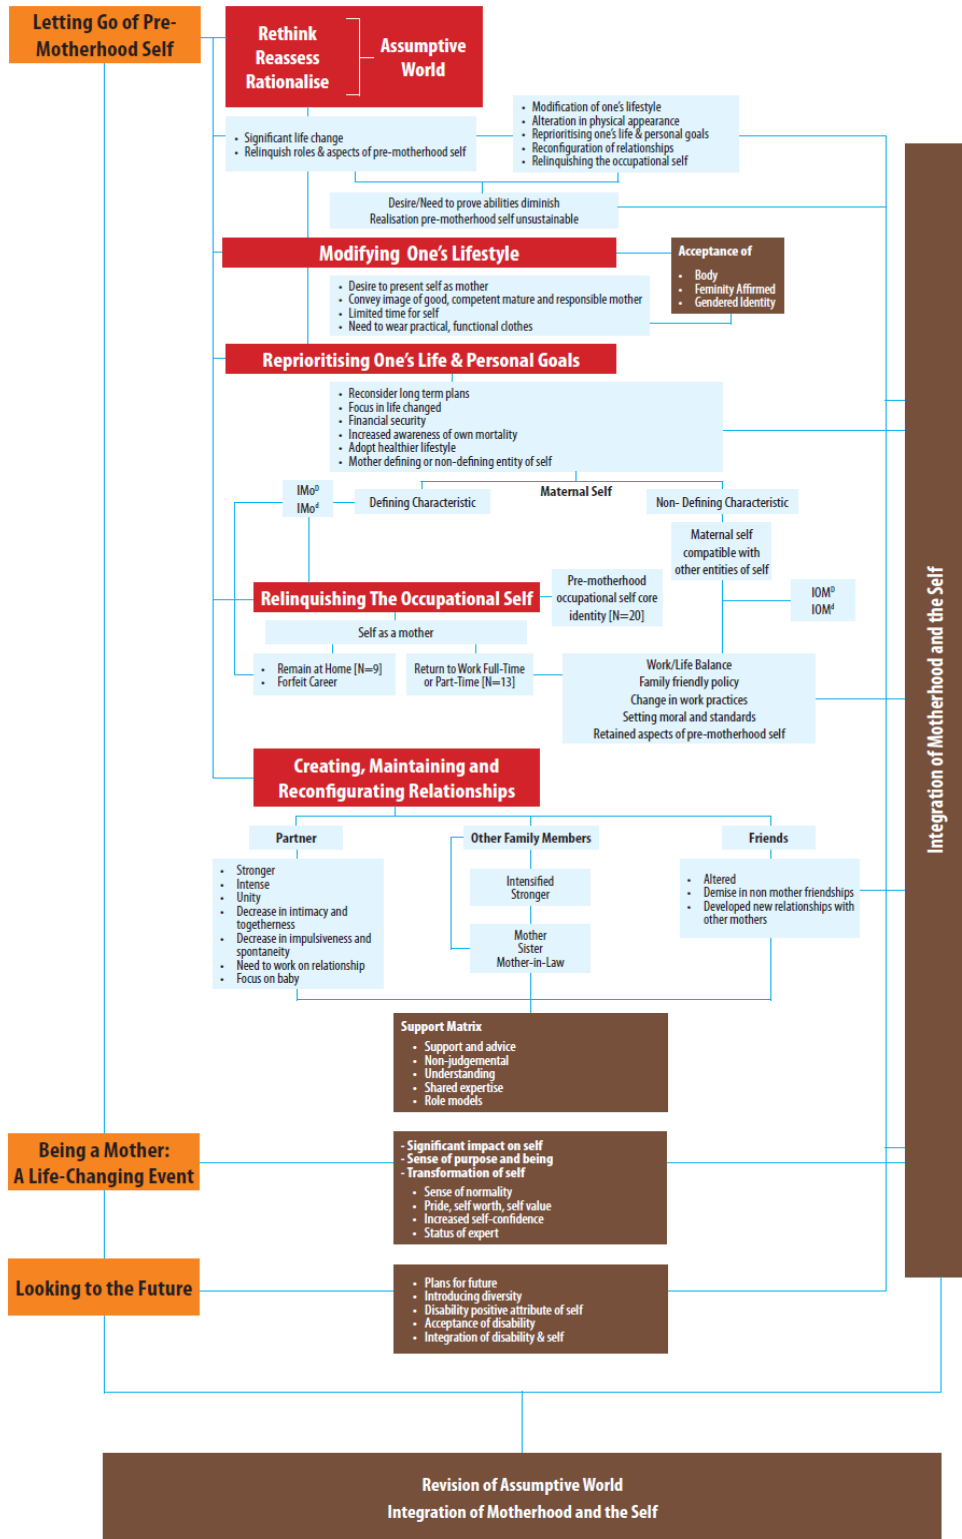 Letting Go of Pre-
Motherhood Self
Rethink
Reassess
Rationalise
Assumptive
World
• Significant life change
• Relinquish roles & aspects of pre-motherhood self
• Modification of one's lifestyle
• Alteration in physical appearance
• Reprioritising one's life & personal goals
• Reconfiguration of relationships
• Relinquishing the occupational self
Desire/Need to prove abilities diminish
Realisation pre-motherhood self unsustainable
Modifying One's Lifestyle
Acceptance of
• Body
• Feminity Affirmed
• Gendered Identity
• Desire to present self as mother
• Convey image of good, competent mature and responsible mother
• Limited time for self
• Need to wear practical, functional clothes
Reprioritising One's Life & Personal Goals
• Reconsider long term plans
• Focus in life changed
• Financial security
• Increased awareness of own mortality
• Adopt healthier lifestyle
• Mother defining or non-defining entity of self
Maternal Self
IMoᴰ
IMoᵈ
Defining Characteristic
Non- Defining Characteristic
Maternal self
compatible with
other entities of self
IOMᴰ
IOMᵈ
Relinquishing The Occupational Self
Pre-motherhood
occupational self core
identity [N=20]
Self as a mother
• Remain at Home [N=9]
• Forfeit Career
Return to Work Full-Time
or Part-Time [N=13]
Work/Life Balance
Family friendly policy
Change in work practices
Setting moral and standards
Retained aspects of pre-motherhood self
Creating, Maintaining and
Reconfigurating Relationships
Partner
• Stronger
• Intense
• Unity
• Decrease in intimacy and
togetherness
• Decrease in impulsiveness and
spontaneity
• Need to work on relationship
• Focus on baby
Other Family Members
Intensified
Stronger
Mother
Sister
Mother-in-Law
Friends
• Altered
• Demise in non mother friendships
• Developed new relationships with
other mothers
Support Matrix
• Support and advice
• Non-judgemental
• Understanding
• Shared expertise
• Role models
Being a Mother:
A Life-Changing Event
- Significant impact on self
- Sense of purpose and being
- Transformation of self
• Sense of normality
• Pride, self worth, self value
• Increased self-confidence
• Status of expert
Looking to the Future
• Plans for future
• Introducing diversity
• Disability positive attribute of self
• Acceptance of disability
• Integration of disability & self
Integration of Motherhood and the Self
Revision of Assumptive World
Integration of Motherhood and the Self